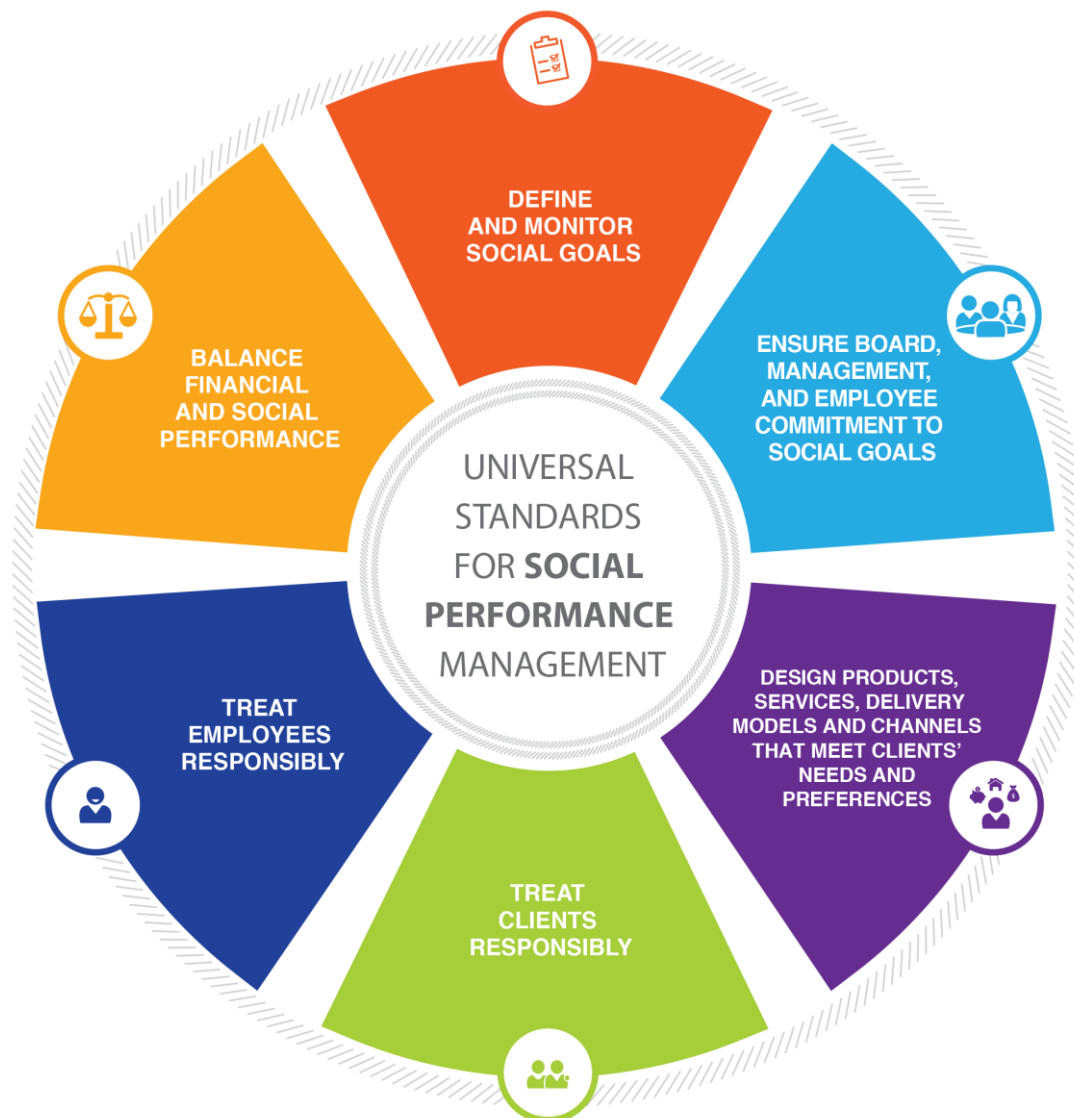 DEFINE
AND MONITOR
SOCIAL GOALS
ENSURE BOARD,
MANAGEMENT,
AND EMPLOYEE
COMMITMENT TO
SOCIAL GOALS
DESIGN PRODUCTS,
SERVICES, DELIVERY
MODELS AND CHANNELS
THAT MEET CLIENTS’
NEEDS AND
PREFERENCES
TREAT
CLIENTS
RESPONSIBLY
TREAT
EMPLOYEES
RESPONSIBLY
BALANCE
FINANCIAL
AND SOCIAL
PERFORMANCE
UNIVERSAL
STANDARDS
FOR SOCIAL
PERFORMANCE
MANAGEMENT